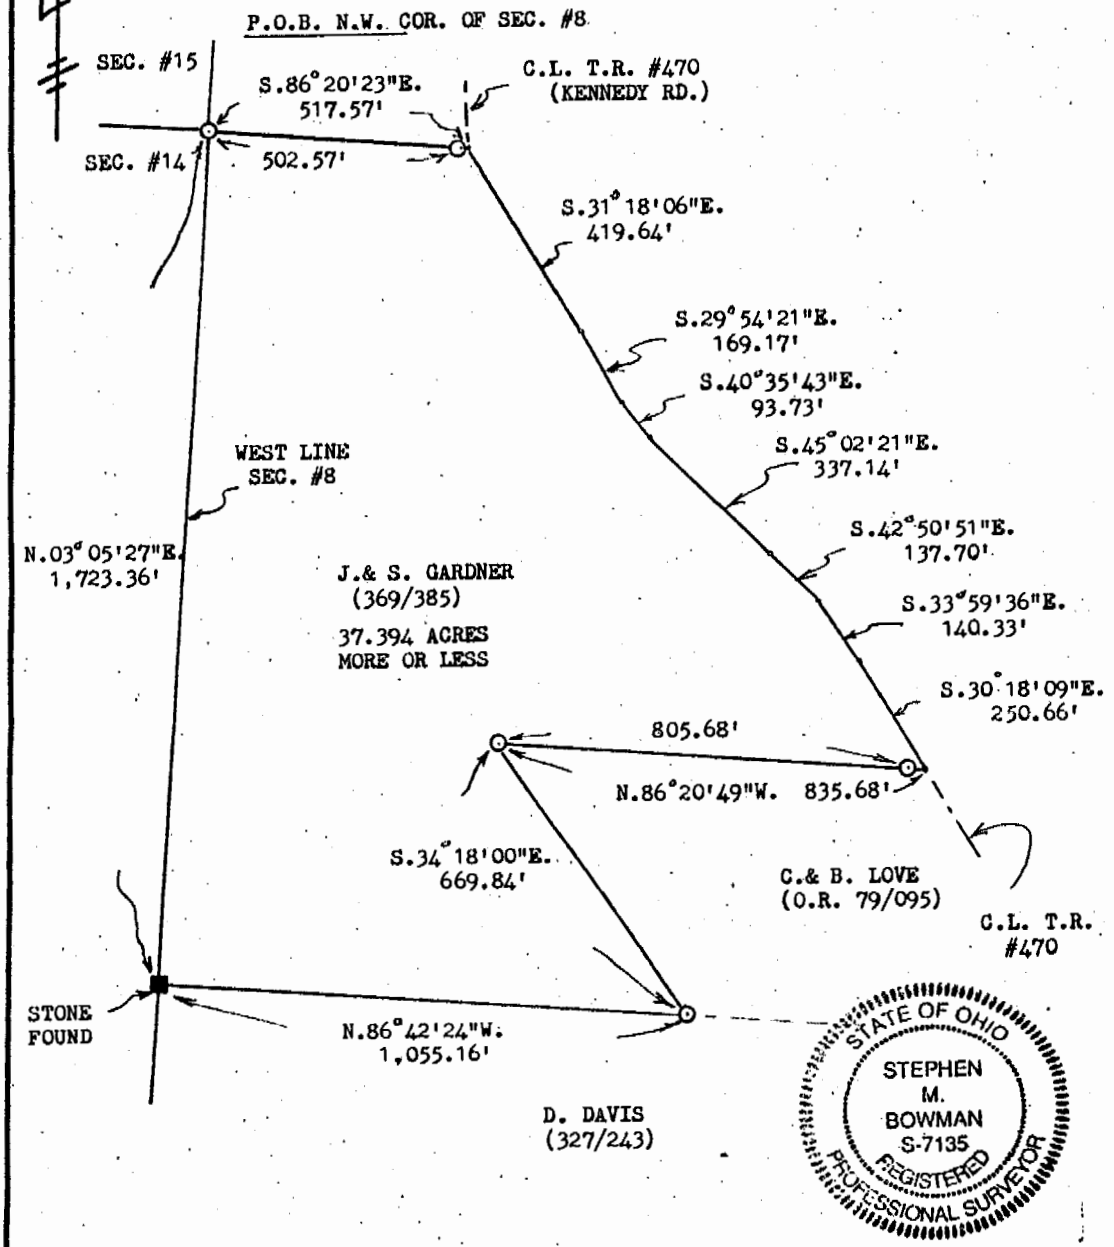 P.O.B. N.W. COR. OF SEC. #8
SEC. #15
S.86°20'23"E.
517.57'
C.L. T.R. #470
(KENNEDY RD.)
SEC. #14
502.57'
S.31°18'06"E.
419.64'
S.29°54'21"E.
169.17'
S.40°35'43"E.
93.73'
WEST LINE
SEC. #8
S.45°02'21"E.
337.14'
N.03°05'27"E.
1,723.36'
S.42°50'51"E.
137.70'
J.& S. GARDNER
(369/385)
37.394 ACRES
MORE OR LESS
S.33°59'36"E.
140.33'
S.30°18'09"E.
250.66'
805.68'
N.86°20'49"W. 835.68'
S.34°18'00"E.
669.84'
C.& B. LOVE
(O.R. 79/095)
C.L. T.R.
#470
STONE
FOUND
N.86°42'24"W.
1,055.16'
D. DAVIS
(327/243)
STATE OF OHIO
STEPHEN
M.
BOWMAN
S-7135
REGISTERED
PROFESSIONAL SURVEYOR